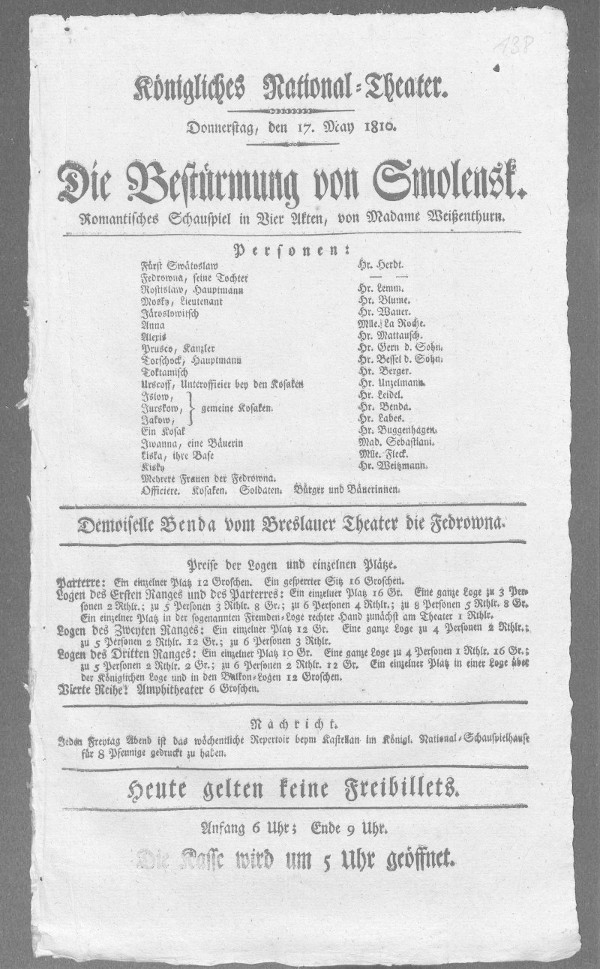 138
Königliches National-Theater.
Donnerstag, den 17. May 1810.
Die Bestürmung von Smolensk.
Romantisches Schauspiel in Vier Akten, von Madame Weißenthurn.
Personen:
Fürst Swätoslaw Hr. Herdt.
Fedrowna, seine Tochter — —
Rostislaw, Hauptmann Hr. Lemm.
Mosky, Lieutenant Hr. Blume.
Järoslowitsch Hr. Wauer.
Anna Mlle. La Roche.
Alexis Hr. Mattausch.
Pruscy, Kanzler Hr. Gern d. Sohn.
Torschock, Hauptmann Hr. Bessel d. Sohn.
Toktamisch Hr. Berger.
Urscoff, Unterofficier bey den Kosaken Hr. Unzelmann.
Islow, Hr. Leidel.
Jurskow, } gemeine Kosaken. Hr. Benda.
Jakow, Hr. Labes.
Ein Kosak Hr. Buggenhagen.
Iwanna, eine Bäuerin Mad. Sebastiani.
Liska, ihre Base Mlle. Fleck.
Kisky Hr. Weitzmann.
Mehrere Frauen der Fedrowna.
Officiere. Kosaken. Soldaten. Bürger und Bäuerinnen.
Demoiselle Benda vom Breslauer Theater die Fedrowna.
Preise der Logen und einzelnen Plätze.
Parterre: Ein einzelner Platz 12 Groschen. Ein gesperrter Sitz 16 Groschen.
Logen des Ersten Ranges und des Parterres: Ein einzelner Platz 16 Gr. Eine ganze Loge zu 3 Per-
sonen 2 Rthlr.; zu 5 Personen 3 Rthlr. 8 Gr.; zu 6 Personen 4 Rthlr.; zu 8 Personen 5 Rthlr. 8 Gr.
Ein einzelner Platz in der sogenannten Fremden-Loge rechter Hand zunächst am Theater 1 Rthlr.
Logen des Zweyten Ranges: Ein einzelner Platz 12 Gr. Eine ganze Loge zu 4 Personen 2 Rthlr.;
zu 5 Personen 2 Rthlr. 12 Gr.; zu 6 Personen 3 Rthlr.
Logen des Dritten Ranges: Ein einzelner Platz 10 Gr. Eine ganze Loge zu 4 Personen 1 Rthlr. 16 Gr.;
zu 5 Personen 2 Rthlr. 2 Gr.; zu 6 Personen 2 Rthlr. 12 Gr. Ein einzelner Platz in einer Loge über
der Königlichen Loge und in den Balkon-Logen 12 Groschen.
Vierte Reihe: Amphitheater 6 Groschen.
Nachricht.
Jeden Freytag Abend ist das wöchentliche Repertoir beym Kastellan im Königl. National-Schauspielhause
für 8 Pfennige gedruckt zu haben.
Heute gelten keine Freibillets.
Anfang 6 Uhr; Ende 9 Uhr.
Die Kasse wird um 5 Uhr geöffnet.